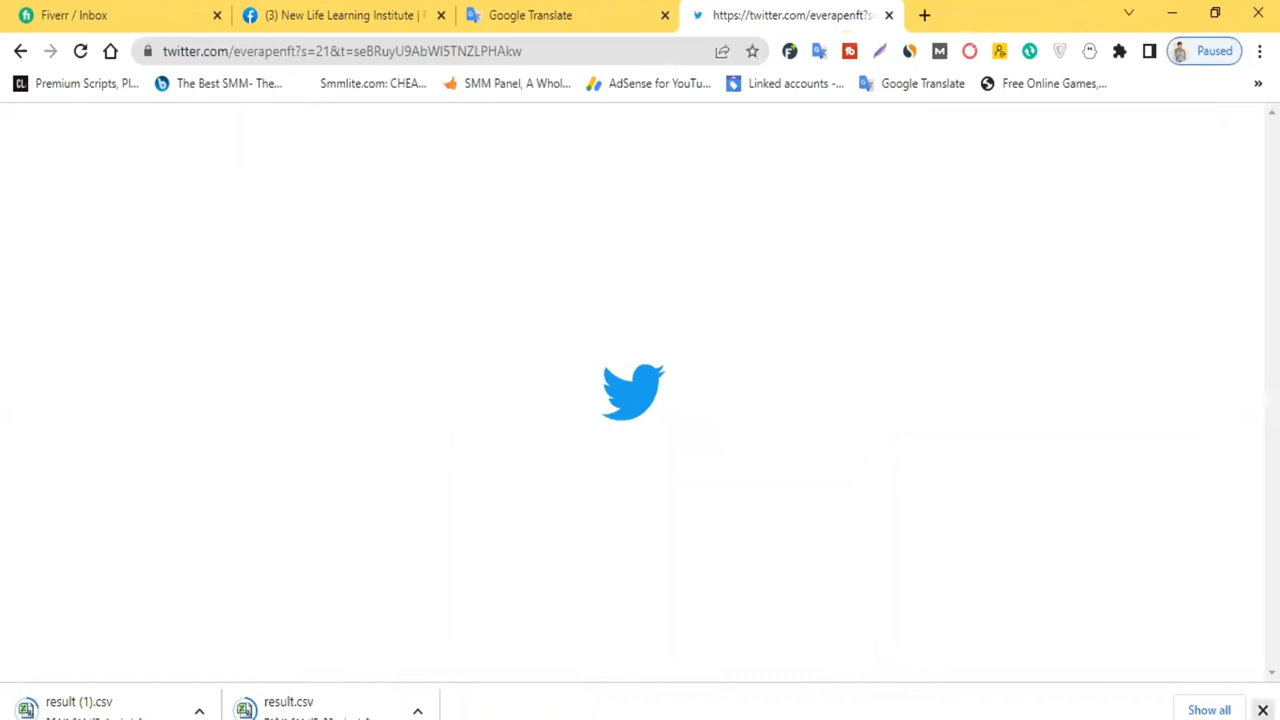 Fiverr / Inbox
(3) New Life Learning Institute |
Google Translate
https://twitter.com/everapenft?s=
twitter.com/everapenft?s=21&t=seBRuyU9AbWI5TNZLPHAkw
Paused
Premium Scripts, Pl...
The Best SMM- The...
Smmlite.com: CHEA...
SMM Panel, A Whol...
AdSense for YouTu...
Linked accounts -...
Google Translate
Free Online Games,...
»
result (1).csv
result.csv
Show all